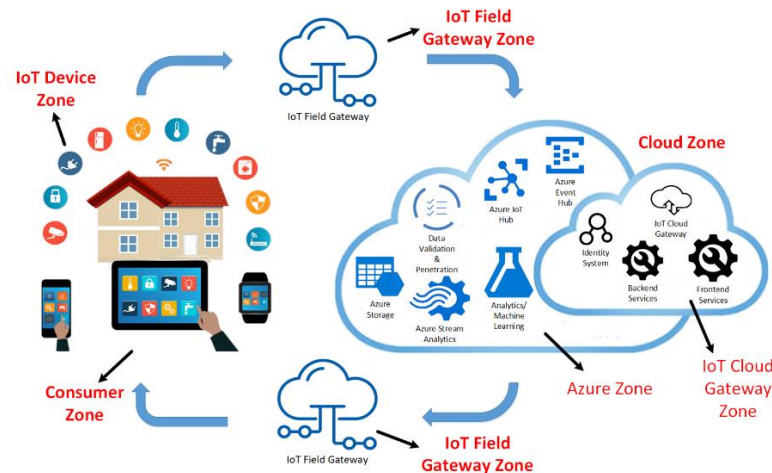 IoT Field
Gateway Zone
IoT Field Gateway
IoT Device
Zone
Cloud Zone
Azure
Event
Hub
Azure IoT
Hub
IoT Cloud
Gateway
Data
Validation
&
Penetration
Identity
System
Backend
Services
Frontend
Services
Azure
Storage
Azure Stream
Analytics
Analytics/
Machine
Learning
Consumer
Zone
Azure Zone
IoT Cloud
Gateway
Zone
IoT Field Gateway
IoT Field
Gateway Zone